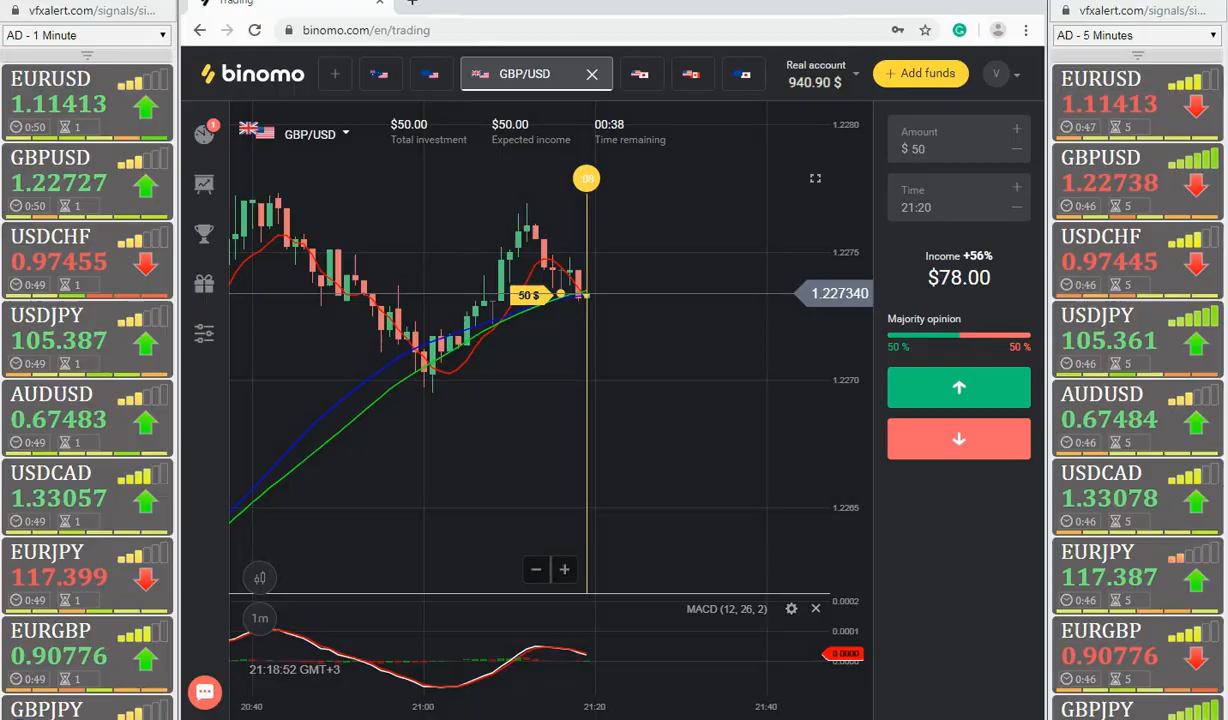 vfxalert.com/signals/si...
AD - 1 Minute
EURUSD
1.11413
0:50
1
GBPUSD
1.22727
0:50
1
USDCHF
0.97455
0:49
1
USDJPY
105.387
0:49
1
AUDUSD
0.67483
0:49
1
USDCAD
1.33057
0:49
1
EURJPY
117.399
0:49
1
EURGBP
0.90776
0:49
1
GBPJPY
Trading
binomo.com/en/trading
binomo
GBP/USD
Real account
940.90 $
+ Add funds
V
1
GBP/USD
$50.00
Total investment
$50.00
Expected income
00:38
Time remaining
:08
50 $
1.2280
1.2275
1.227340
1.2270
1.2265
1m
MACD (12, 26, 2)
0.0002
0.0001
0.0000
21:18:52 GMT+3
20:40
21:00
21:20
21:40
Amount
$ 50
Time
21:20
Income +56%
$78.00
Majority opinion
50 %
50 %
vfxalert.com/signals/si...
AD - 5 Minutes
EURUSD
1.11413
0:47
5
GBPUSD
1.22738
0:46
5
USDCHF
0.97445
0:46
5
USDJPY
105.361
0:46
5
AUDUSD
0.67484
0:46
5
USDCAD
1.33078
0:46
5
EURJPY
117.387
0:46
5
EURGBP
0.90776
0:46
5
GBPJPY